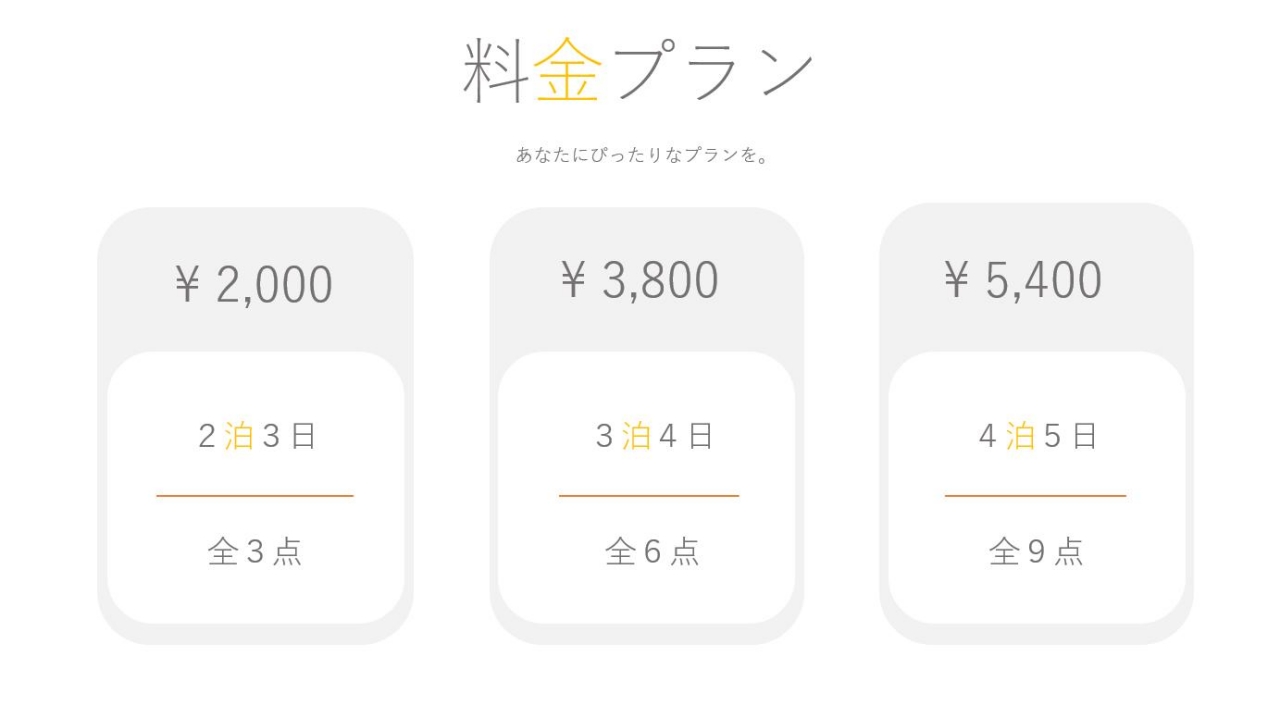 料金プラン
あなたにぴったりなプランを。
¥ 2,000
2泊3日
全3点
¥ 3,800
3泊4日
全6点
¥ 5,400
4泊5日
全9点